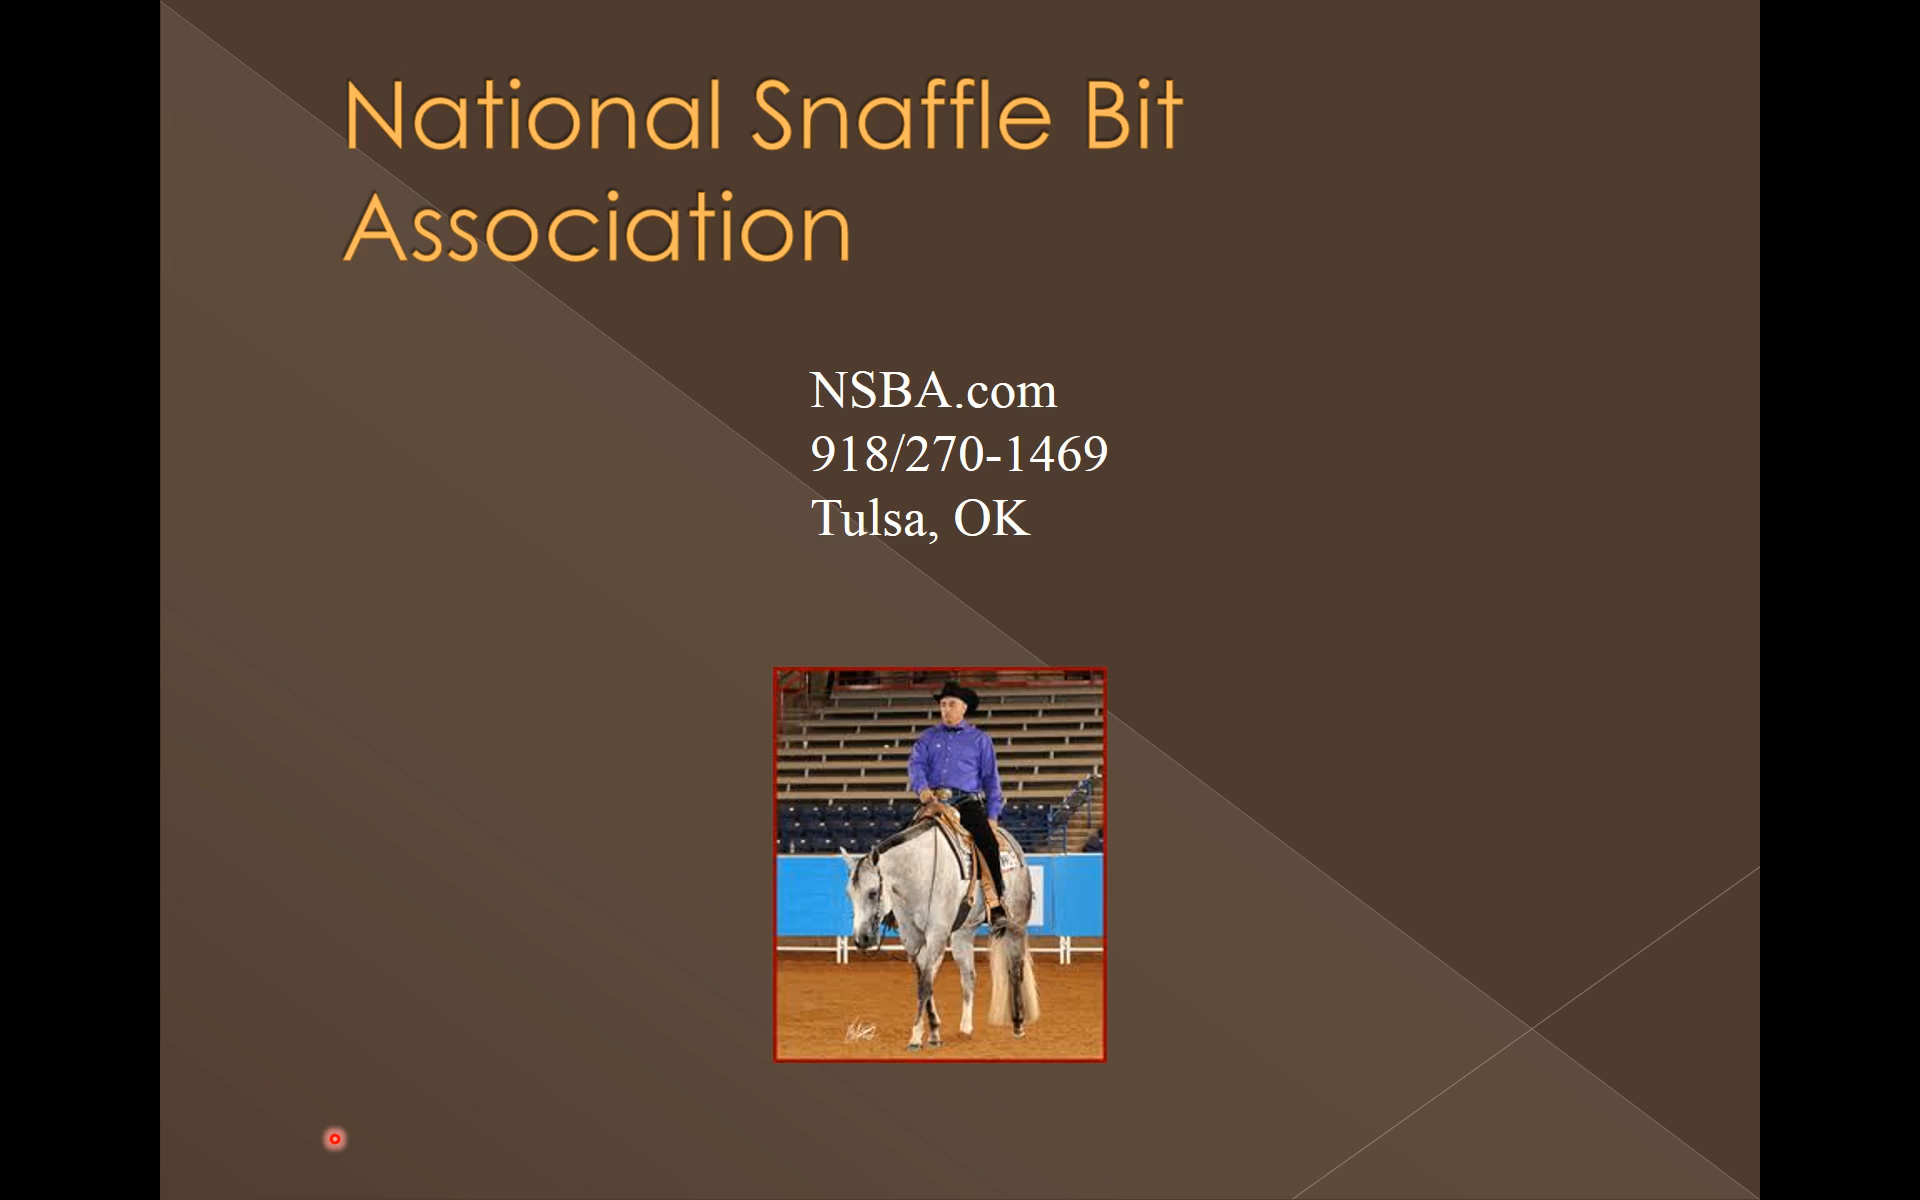 National Snaffle Bit
Association
NSBA.com
918/270-1469
Tulsa, OK